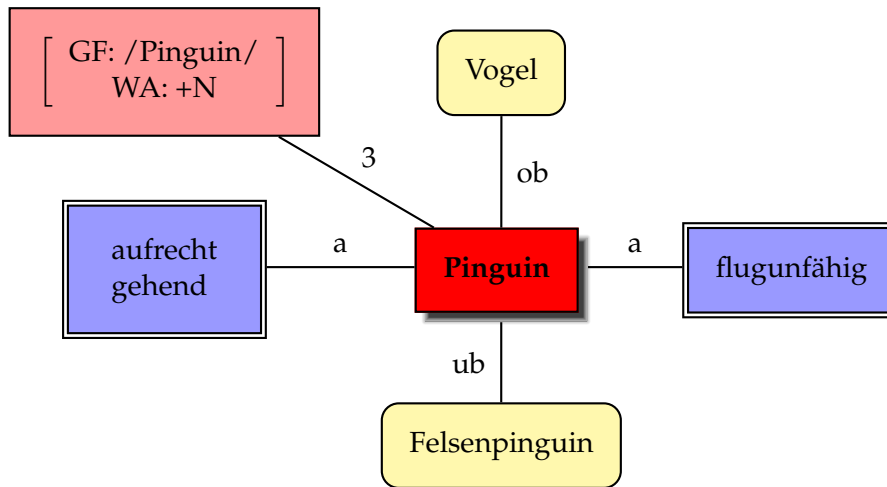 GF: /Pinguin/
WA: +N
Vogel
3
ob
aufrecht
gehend
a
Pinguin
a
flugunfähig
ub
Felsenpinguin